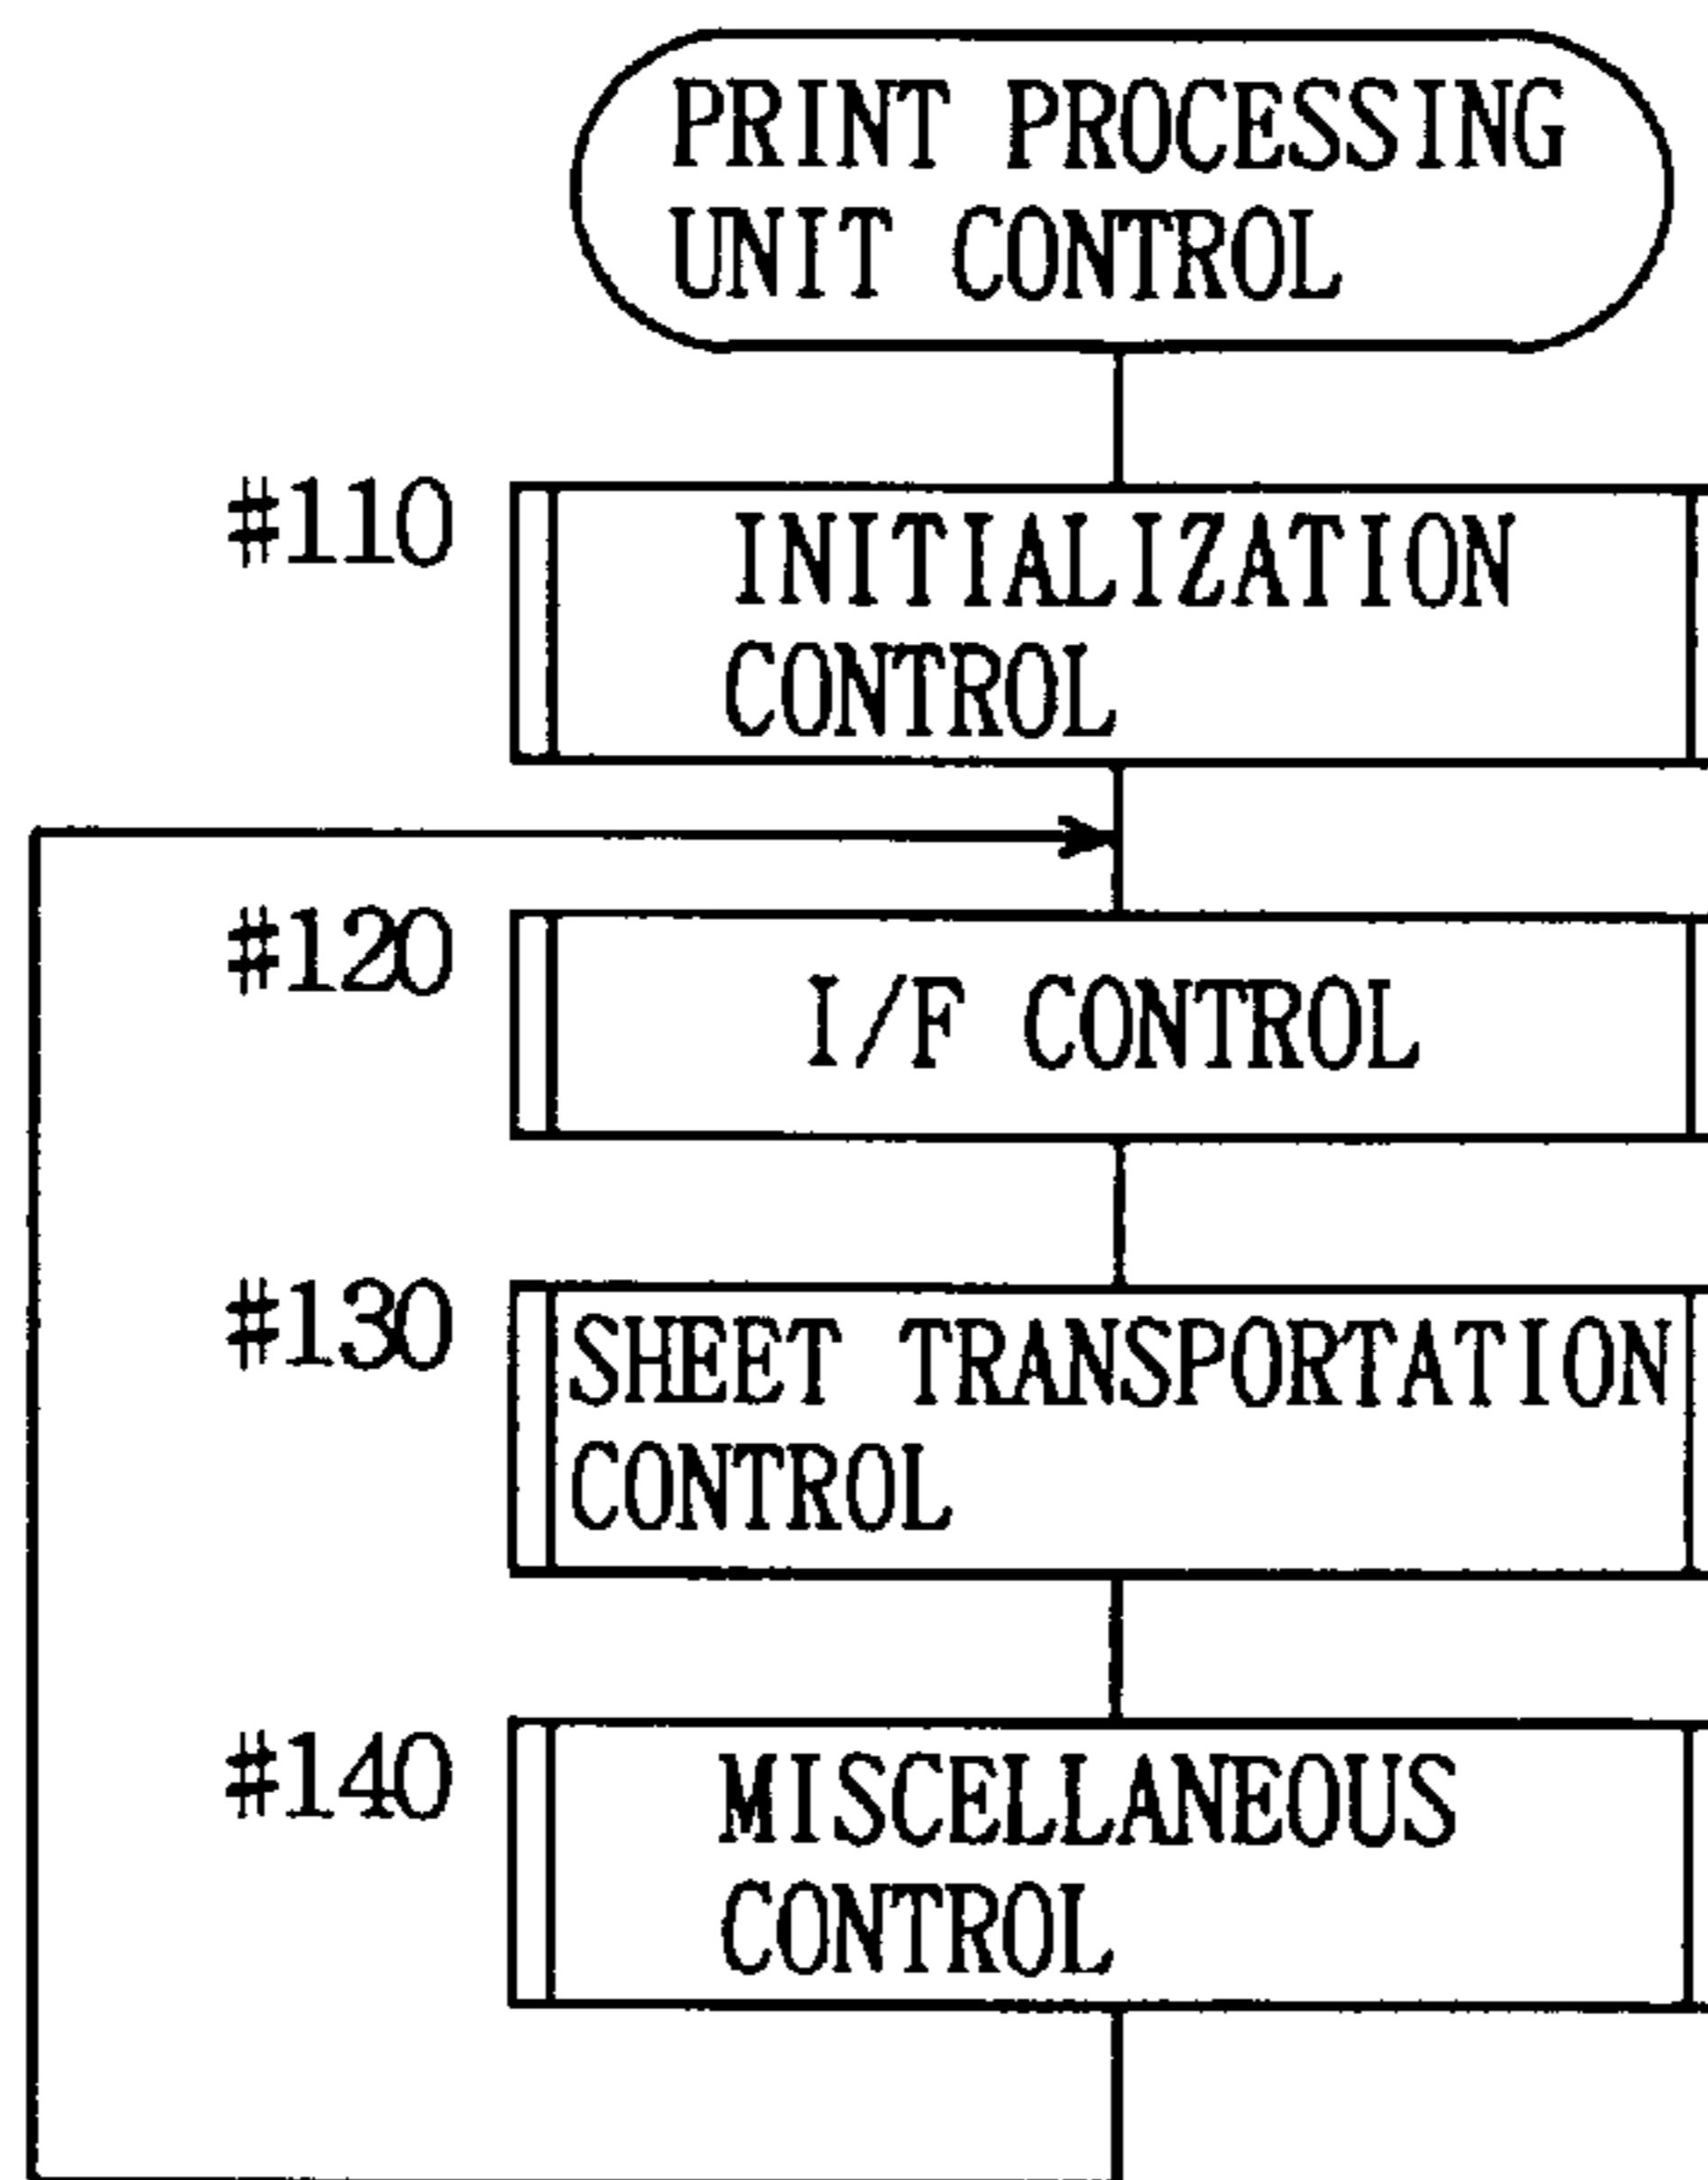 PRINT PROCESSING
UNIT CONTROL
#110
INITIALIZATION
CONTROL
#120
I/F CONTROL
#130
SHEET TRANSPORTATION
CONTROL
#140
MISCELLANEOUS
CONTROL